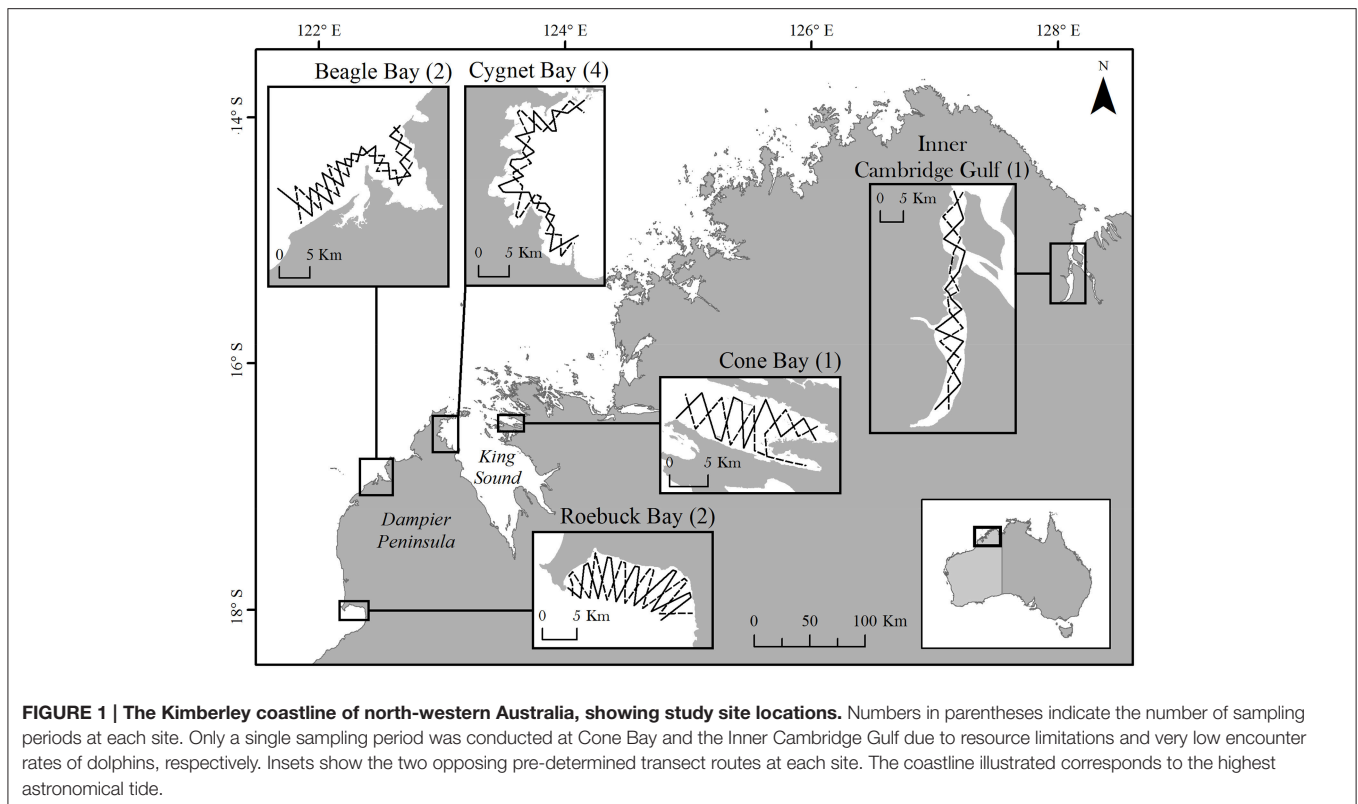 122° E
124° E
126° E
128° E
Beagle Bay (2)
Cygnet Bay (4)
N
14° S
Inner
Cambridge Gulf (1)
0 5 Km
0 5 Km
0 5 Km
16° S
Cone Bay (1)
King
Sound
0 5 Km
Dampier
Peninsula
Roebuck Bay (2)
18° S
0 5 Km
0 50 100 Km
FIGURE 1 | The Kimberley coastline of north-western Australia, showing study site locations. Numbers in parentheses indicate the number of sampling
periods at each site. Only a single sampling period was conducted at Cone Bay and the Inner Cambridge Gulf due to resource limitations and very low encounter
rates of dolphins, respectively. Insets show the two opposing pre-determined transect routes at each site. The coastline illustrated corresponds to the highest
astronomical tide.